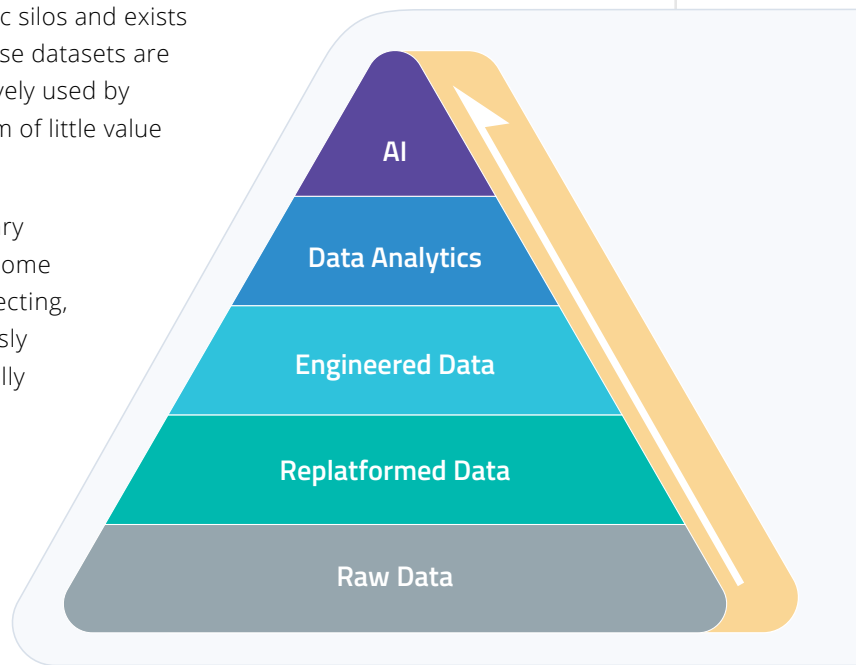 c silos and exists
se datasets are
vely used by
n of little value
ry
ome
ecting,
sly
lly
AI
Data Analytics
Engineered Data
Replatformed Data
Raw Data